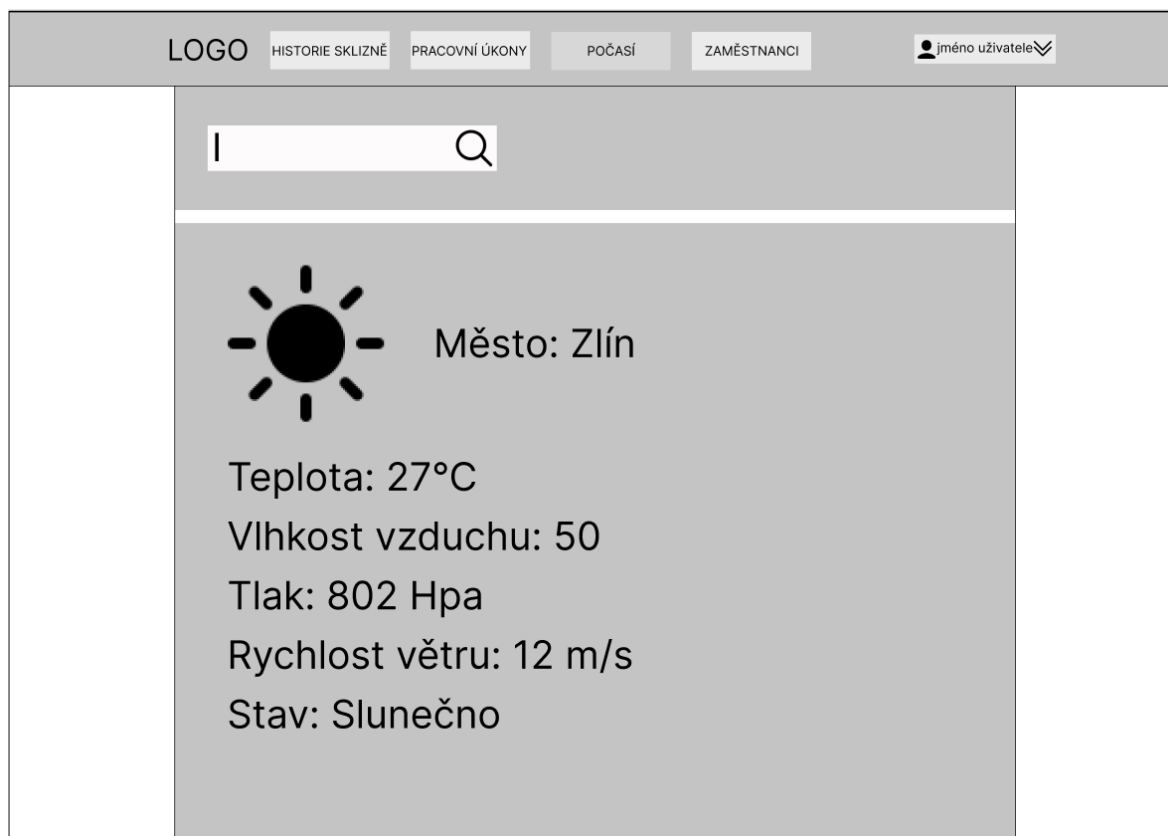 LOGO HISTORIE SKLIZNĚ PRACOVNÍ ÚKONY POČASÍ ZAMĚSTNANCI jméno uživatele
Město: Zlín
Teplota: 27°C
Vlhkost vzduchu: 50
Tlak: 802 Hpa
Rychlost větru: 12 m/s
Stav: Slunečno